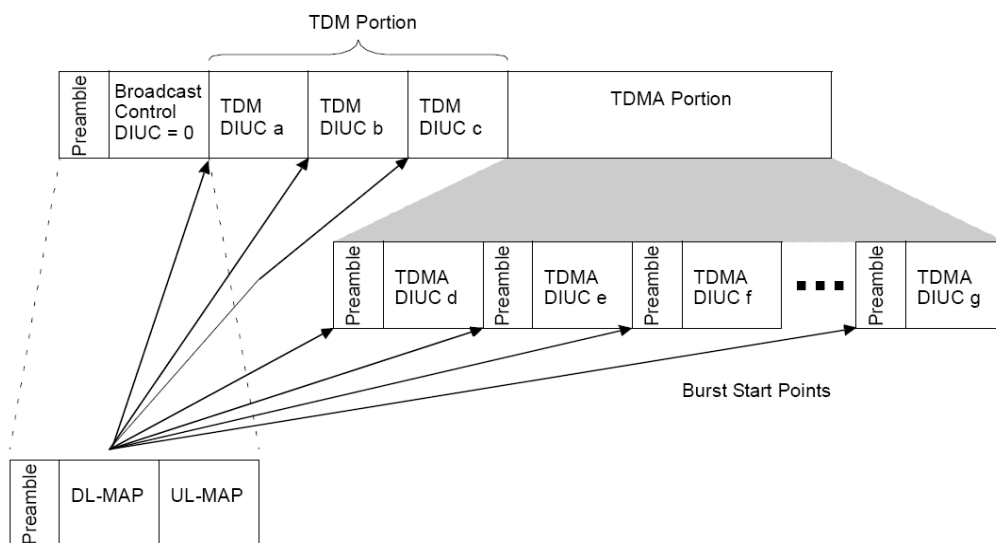 TDM Portion
Preamble
Broadcast
Control
DIUC = 0
TDM
DIUC a
TDM
DIUC b
TDM
DIUC c
TDMA Portion
Preamble
TDMA
DIUC d
Preamble
TDMA
DIUC e
Preamble
TDMA
DIUC f
Preamble
TDMA
DIUC g
Burst Start Points
Preamble
DL-MAP
UL-MAP